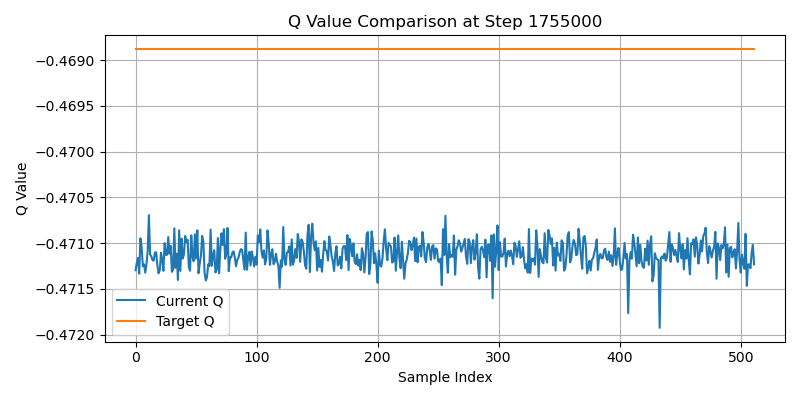 Q Value Comparison at Step 1755000
Q Value
−0.4690
−0.4695
−0.4700
−0.4705
−0.4710
−0.4715
−0.4720
Current Q
Target Q
0 100 200 300 400 500
Sample Index